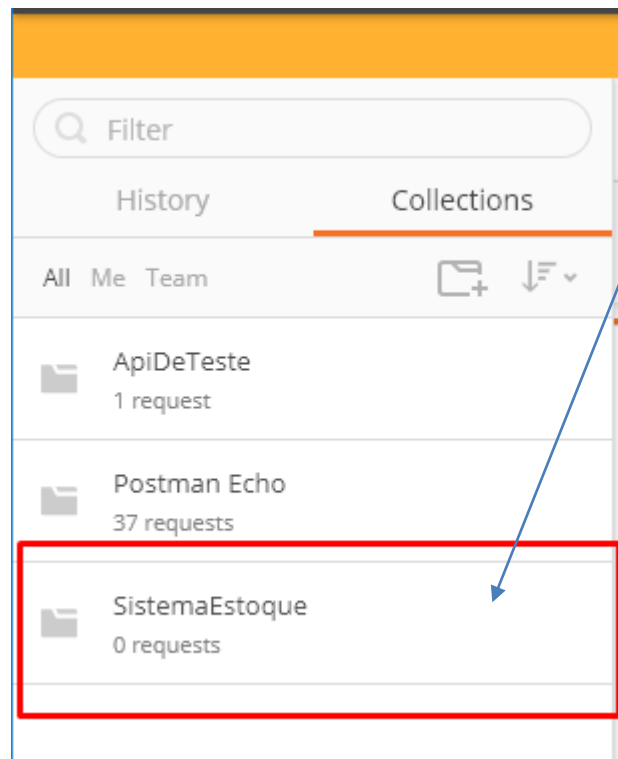 Filter
History Collections
All Me Team
ApiDeTeste
1 request
Postman Echo
37 requests
SistemaEstoque
0 requests